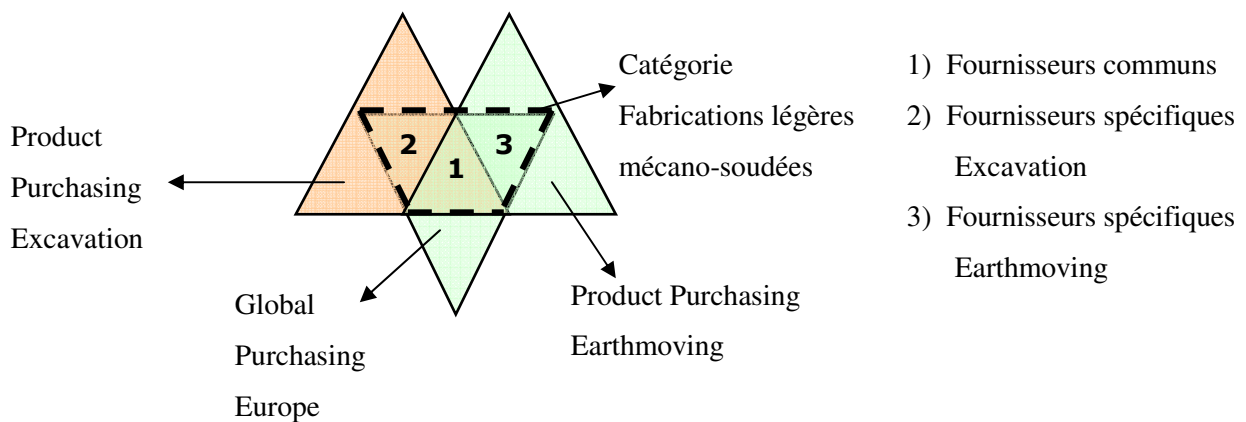 Product
Purchasing
Excavation
2
1
3
Global
Purchasing
Europe
Catégorie
Fabrications légères
mécano-soudées
Product Purchasing
Earthmoving
1) Fournisseurs communs
2) Fournisseurs spécifiques
Excavation
3) Fournisseurs spécifiques
Earthmoving